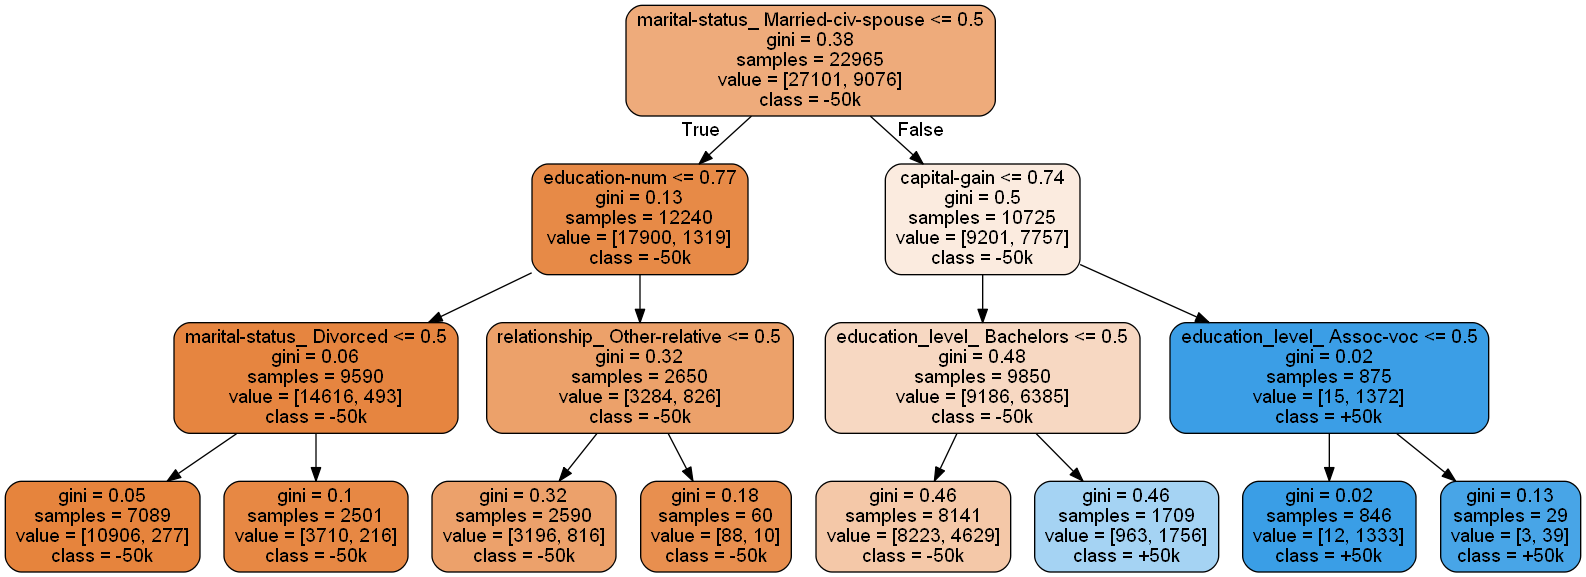 marital-status_ Married-civ-spouse <= 0.5
gini = 0.38
samples = 22965
value = [27101, 9076]
class = -50k
True
False
education-num <= 0.77
gini = 0.13
samples = 12240
value = [17900, 1319]
class = -50k
capital-gain <= 0.74
gini = 0.5
samples = 10725
value = [9201, 7757]
class = -50k
marital-status_ Divorced <= 0.5
gini = 0.06
samples = 9590
value = [14616, 493]
class = -50k
relationship_ Other-relative <= 0.5
gini = 0.32
samples = 2650
value = [3284, 826]
class = -50k
education_level_ Bachelors <= 0.5
gini = 0.48
samples = 9850
value = [9186, 6385]
class = -50k
education_level_ Assoc-voc <= 0.5
gini = 0.02
samples = 875
value = [15, 1372]
class = +50k
gini = 0.05
samples = 7089
value = [10906, 277]
class = -50k
gini = 0.1
samples = 2501
value = [3710, 216]
class = -50k
gini = 0.32
samples = 2590
value = [3196, 816]
class = -50k
gini = 0.18
samples = 60
value = [88, 10]
class = -50k
gini = 0.46
samples = 8141
value = [8223, 4629]
class = -50k
gini = 0.46
samples = 1709
value = [963, 1756]
class = +50k
gini = 0.02
samples = 846
value = [12, 1333]
class = +50k
gini = 0.13
samples = 29
value = [3, 39]
class = +50k